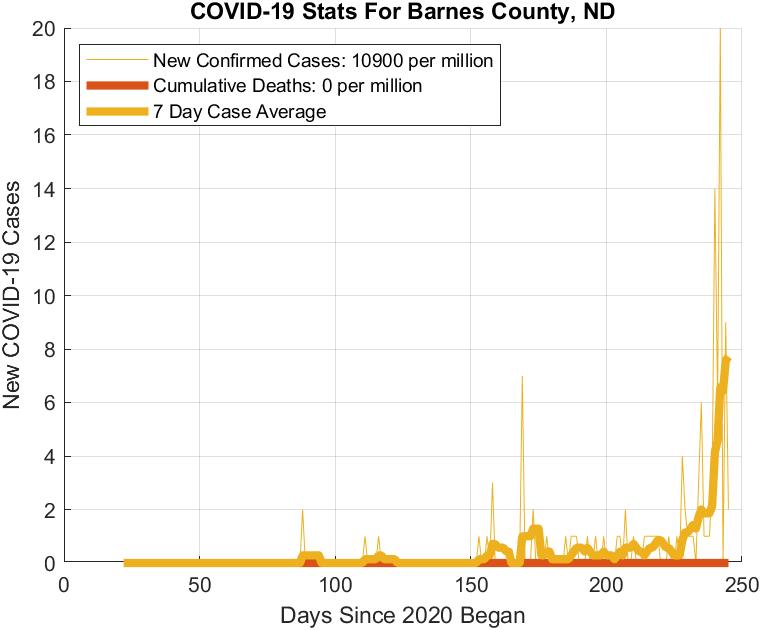 COVID-19 Stats For Barnes County, ND
New Confirmed Cases: 10900 per million
Cumulative Deaths: 0 per million
7 Day Case Average
New COVID-19 Cases
20
18
16
14
12
10
8
6
4
2
0
0 50 100 150 200 250
Days Since 2020 Began